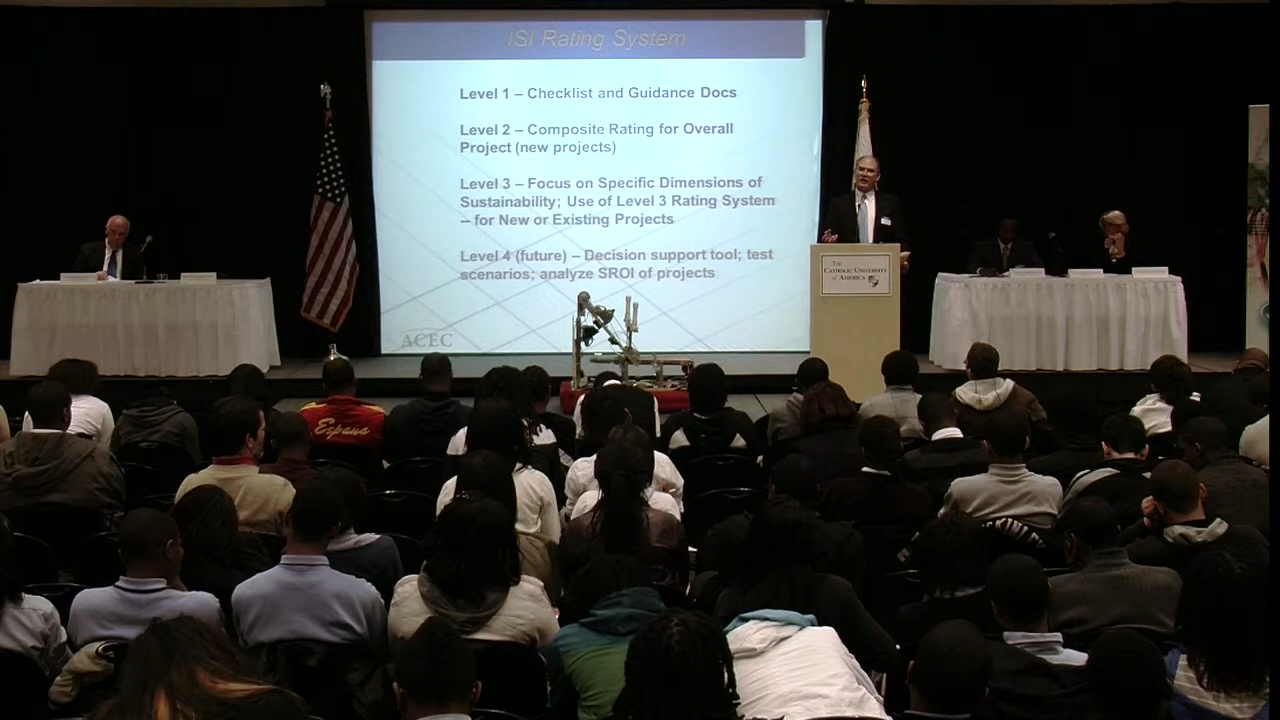 ISI Rating System
Level 1 – Checklist and Guidance Docs
Level 2 – Composite Rating for Overall
Project (new projects)
Level 3 – Focus on Specific Dimensions of
Sustainability; Use of Level 3 Rating System
– for New or Existing Projects
Level 4 (future) – Decision support tool; test
scenarios; analyze SROI of projects
ACEC
THE
CATHOLIC UNIVERSITY
OF AMERICA
España